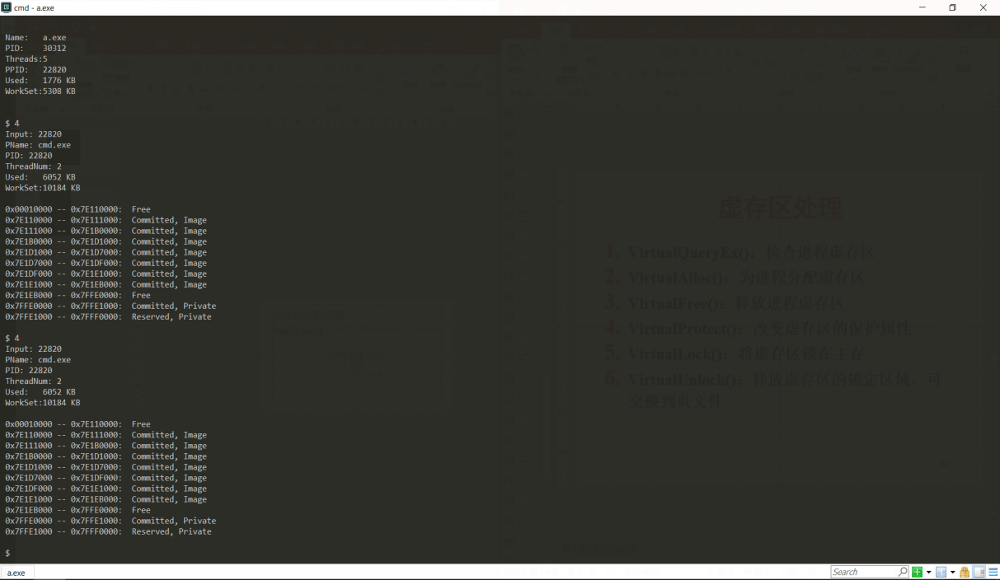 cmd - a.exe
Name: a.exe
PID: 30312
Threads:5
PPID: 22820
Used: 1776 KB
WorkSet:5308 KB
$ 4
Input: 22820
PName: cmd.exe
PID: 22820
ThreadNum: 2
Used: 6052 KB
WorkSet:10184 KB
0x00010000 -- 0x7E110000: Free
0x7E110000 -- 0x7E111000: Committed, Image
0x7E111000 -- 0x7E1B0000: Committed, Image
0x7E1B0000 -- 0x7E1D1000: Committed, Image
0x7E1D1000 -- 0x7E1D7000: Committed, Image
0x7E1D7000 -- 0x7E1DF000: Committed, Image
0x7E1DF000 -- 0x7E1E1000: Committed, Image
0x7E1E1000 -- 0x7E1EB000: Committed, Image
0x7E1EB000 -- 0x7FFE0000: Free
0x7FFE0000 -- 0x7FFE1000: Committed, Private
0x7FFE1000 -- 0x7FFF0000: Reserved, Private
$ 4
Input: 22820
PName: cmd.exe
PID: 22820
ThreadNum: 2
Used: 6052 KB
WorkSet:10184 KB
0x00010000 -- 0x7E110000: Free
0x7E110000 -- 0x7E111000: Committed, Image
0x7E111000 -- 0x7E1B0000: Committed, Image
0x7E1B0000 -- 0x7E1D1000: Committed, Image
0x7E1D1000 -- 0x7E1D7000: Committed, Image
0x7E1D7000 -- 0x7E1DF000: Committed, Image
0x7E1DF000 -- 0x7E1E1000: Committed, Image
0x7E1E1000 -- 0x7E1EB000: Committed, Image
0x7E1EB000 -- 0x7FFE0000: Free
0x7FFE0000 -- 0x7FFE1000: Committed, Private
0x7FFE1000 -- 0x7FFF0000: Reserved, Private
$
虚存区处理
1. VirtualQueryEx()：检查进程虚存区
2. VirtualAlloc()：为进程分配虚存区
3. VirtualFree()：释放进程虚存区
4. VirtualProtect()：改变虚存区的保护属性
5. VirtualLock()：将虚存区锁在主存
6. VirtualUnlock()：释放虚存区的锁定区域，可
交换到页文件
a.exe
Search